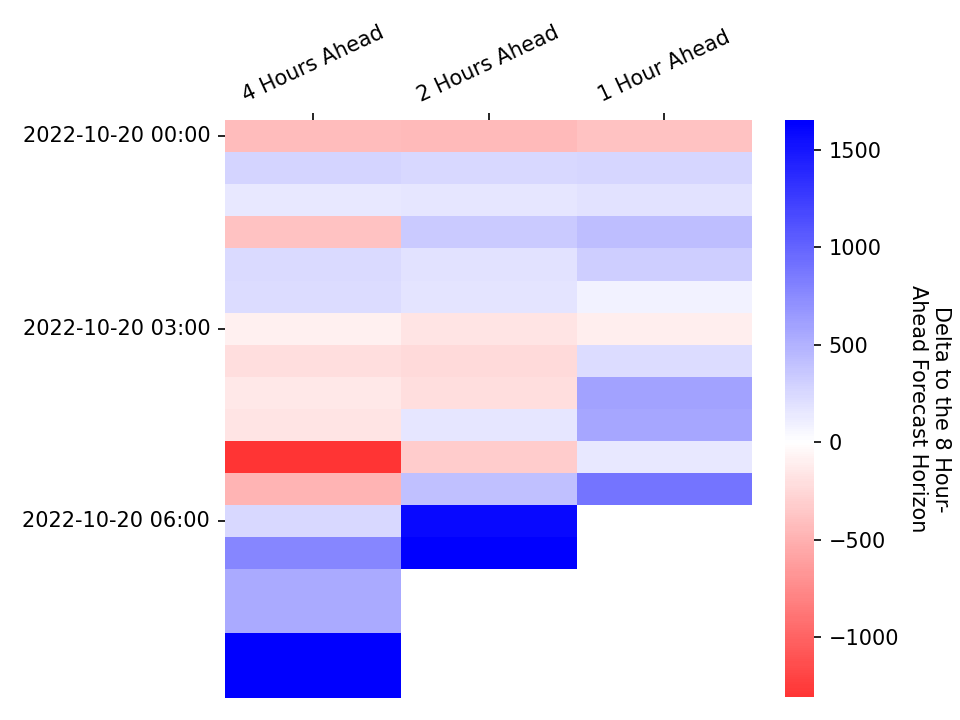 4 Hours Ahead
2 Hours Ahead
1 Hour Ahead
2022-10-20 00:00
2022-10-20 03:00
2022-10-20 06:00
1500
1000
500
0
−500
−1000
Delta to the 8 Hour-
Ahead Forecast Horizon